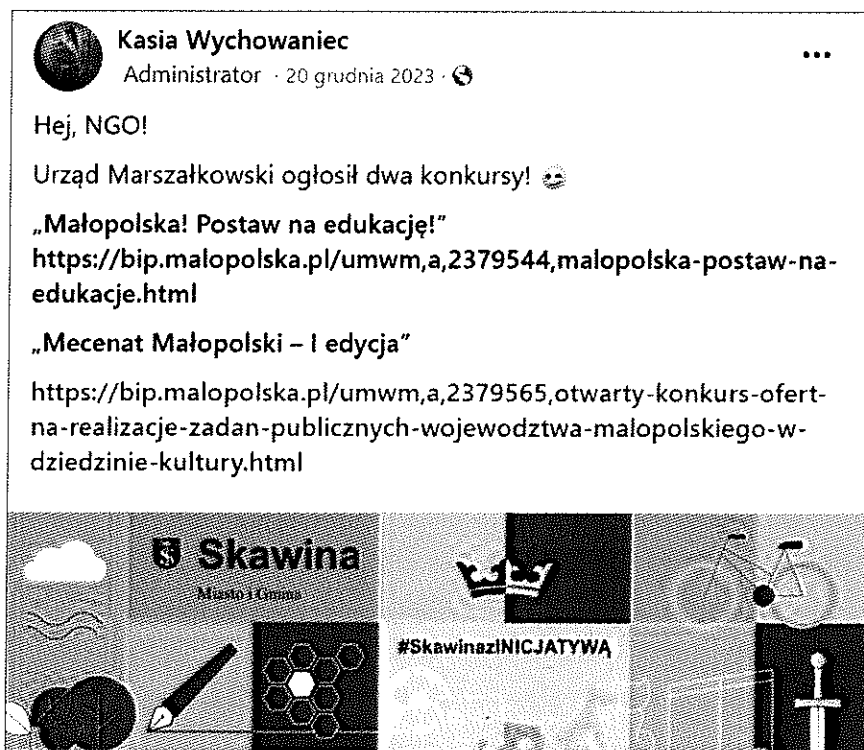 Kasia Wychowaniec
Administrator · 20 grudnia 2023 ·
Hej, NGO!
Urząd Marszałkowski ogłosił dwa konkursy!
„Małopolska! Postaw na edukację!”
https://bip.malopolska.pl/umwm,a,2379544,malopolska-postaw-na-
edukacje.html
„Mecenat Małopolski – I edycja”
https://bip.malopolska.pl/umwm,a,2379565,otwarty-konkurs-ofert-
na-realizacje-zadan-publicznych-wojewodztwa-malopolskiego-w-
dziedzinie-kultury.html
Skawina
Miasto i Gmina
#SkawinazINICJATYWĄ